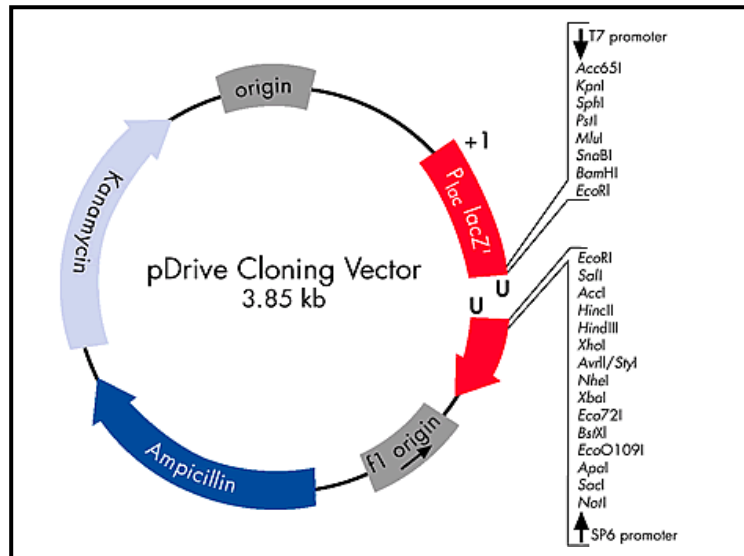 origin
Kanamycin
+1
Plac lacZ'
pDrive Cloning Vector
3.85 kb
U
U
Ampicillin
f1 origin
T7 promoter
Acc65I
KpnI
SphI
PstI
MluI
SnaBI
BamHI
EcoRI
EcoRI
SalI
AccI
HincII
HindIII
XhoI
AvrII/StyI
NheI
XbaI
Eco72I
BstXI
EcoO109I
ApaI
SacI
NotI
SP6 promoter